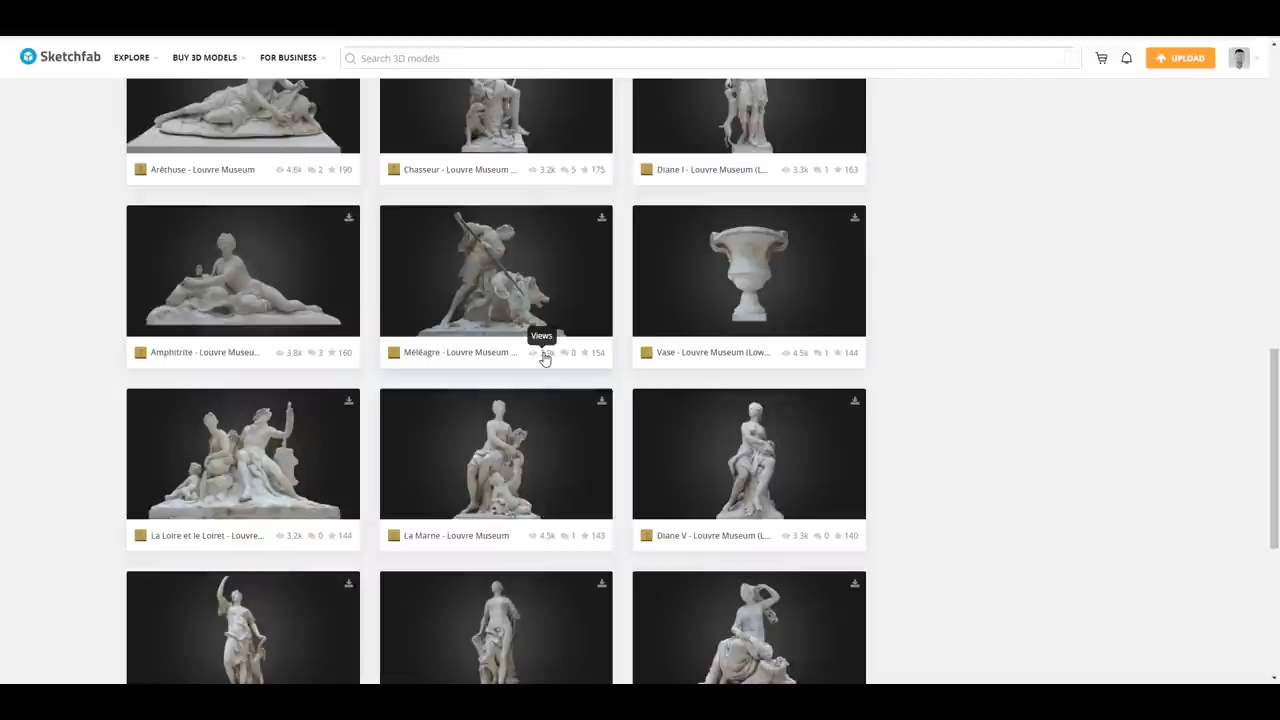 Sketchfab EXPLORE BUY 3D MODELS FOR BUSINESS Search 3D models UPLOAD
Aréthuse - Louvre Museum 4.6k 2 190
Chasseur - Louvre Museum ... 3.2k 5 175
Diane I - Louvre Museum (L... 3.3k 1 163
Views
Amphitrite - Louvre Museu... 3.8k 3 160
Méléagre - Louvre Museum ... 0 154
Vase - Louvre Museum (Low... 4.5k 1 144
La Loire et le Loiret - Louvre... 3.2k 0 144
La Marne - Louvre Museum 4.5k 1 143
Diane V - Louvre Museum (L... 3.3k 0 140